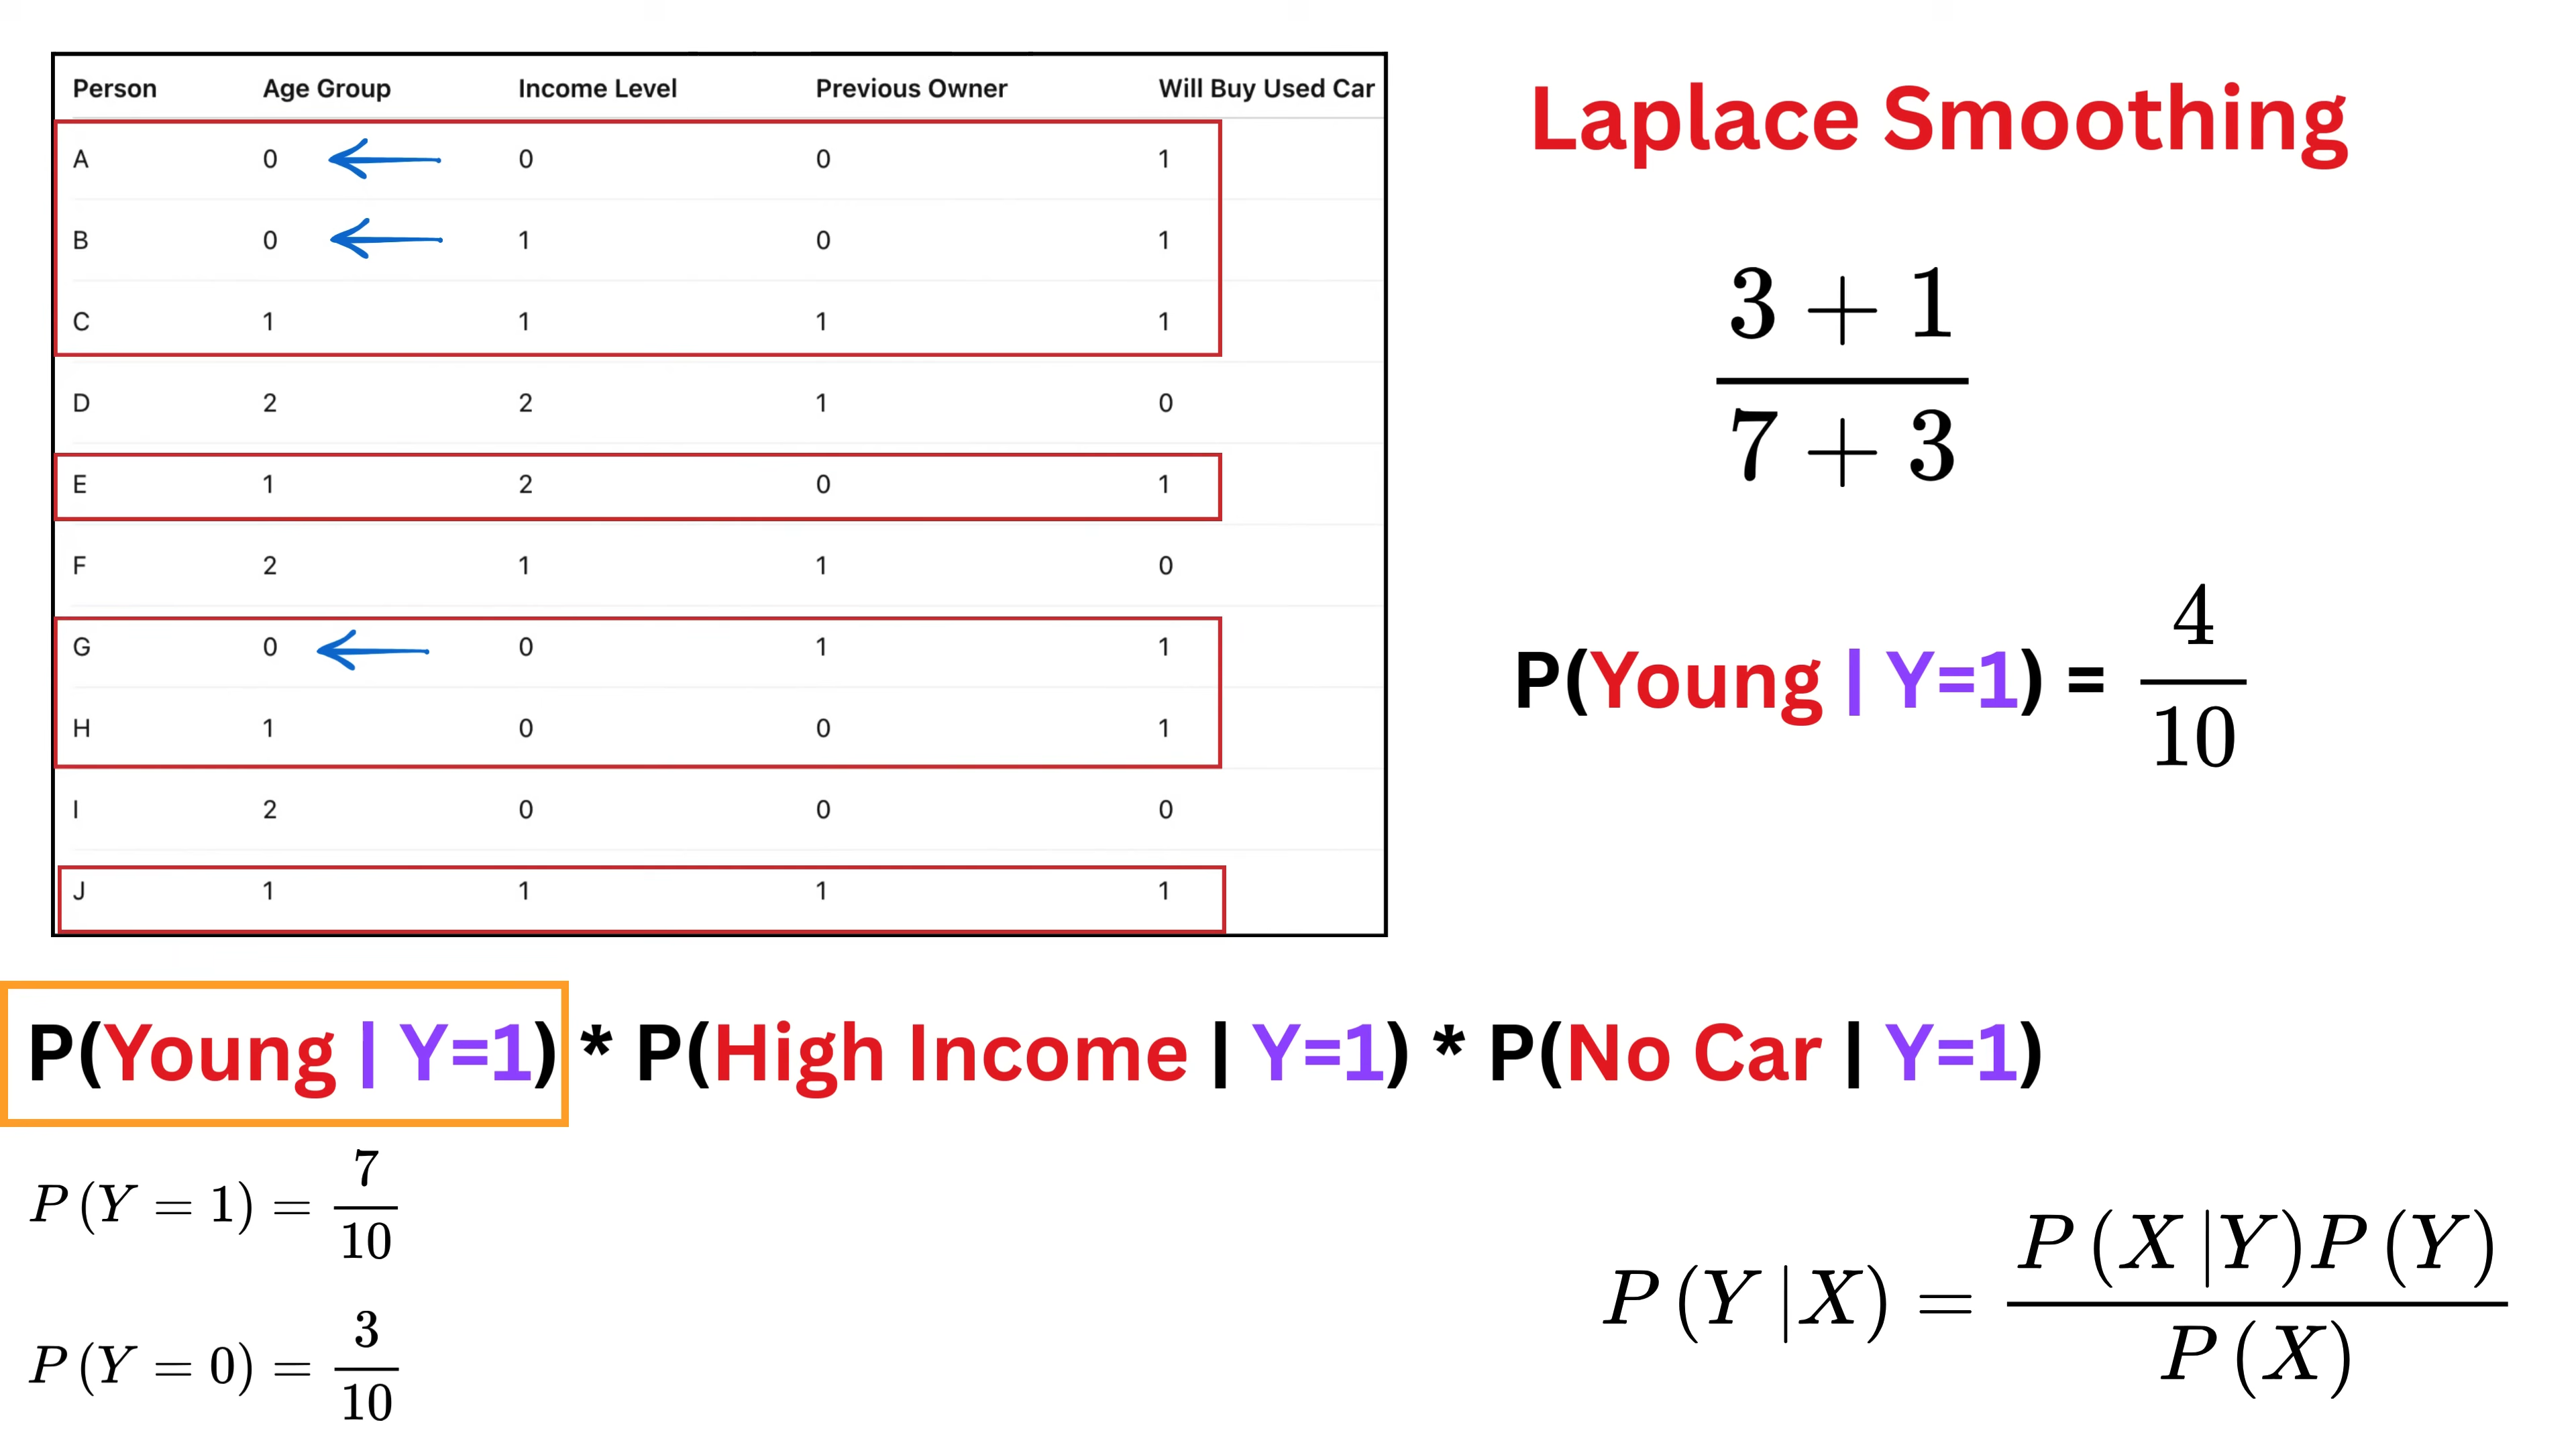 Person Age Group Income Level Previous Owner Will Buy Used Car
A 0 0 0 1
B 0 1 0 1
C 1 1 1 1
D 2 2 1 0
E 1 2 0 1
F 2 1 1 0
G 0 0 1 1
H 1 0 0 1
I 2 0 0 0
J 1 1 1 1
Laplace Smoothing
3 + 1
7 + 3
P(Young | Y=1) = 4/10
P(Young | Y=1) * P(High Income | Y=1) * P(No Car | Y=1)
P(Y = 1) = 7/10
P(Y = 0) = 3/10
P(Y|X) = P(X|Y)P(Y)/P(X)